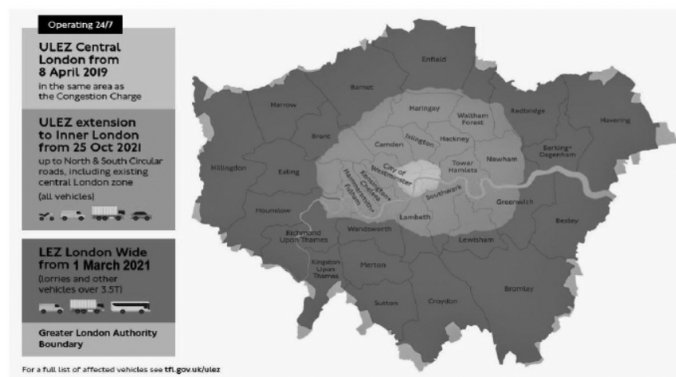 Operating 24/7
ULEZ Central
London from
8 April 2019
in the same area as
the Congestion Charge
ULEZ extension
to Inner London
from 25 Oct 2021
up to North & South Circular
roads, including existing
central London zone
(all vehicles)
LEZ London Wide
from 1 March 2021
(lorries and other
vehicles over 3.5T)
Greater London Authority
Boundary
For a full list of affected vehicles see tfl.gov.uk/ulez
Enfield
Barnet
Harrow
Haringey
Waltham
Forest
Redbridge
Havering
Brent
Camden
Islington
Hackney
Barking-
Dagenham
Hillingdon
Ealing
City of
Westminster
Tower
Hamlets
Newham
Kensington-
Chelsea
Hammersmith-
Fulham
Southwark
Greenwich
Hounslow
Wandsworth
Lambeth
Bexley
Richmond
Upon Thames
Lewisham
Kingston
Upon
Thames
Merton
Sutton
Croydon
Bromley